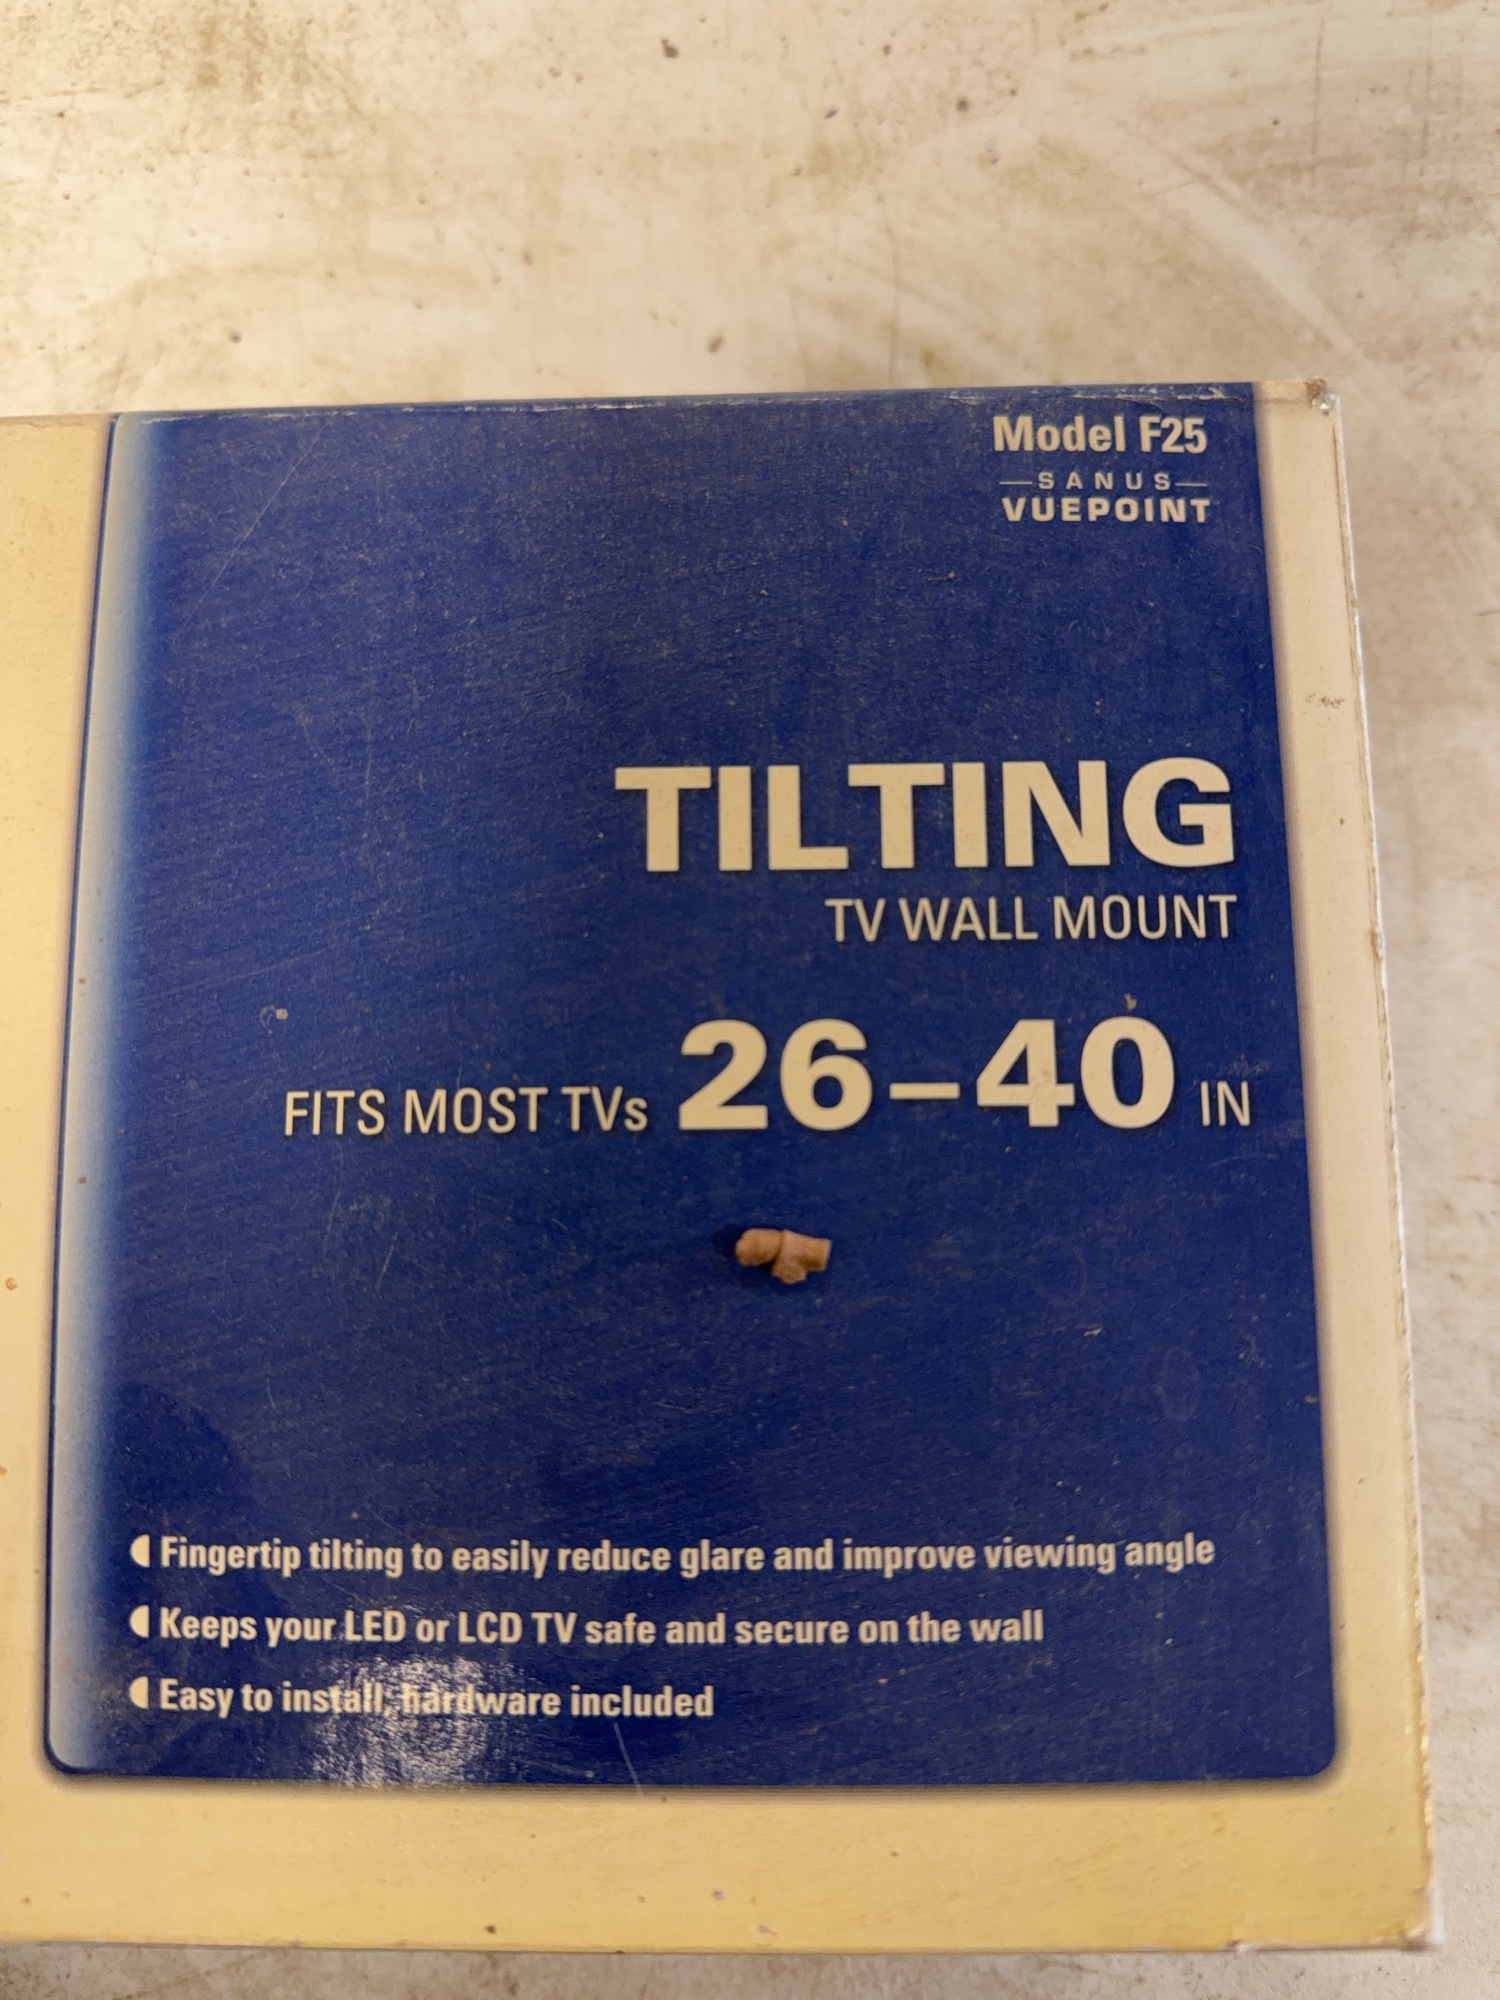 Model F25
SANUS
VUEPOINT
TILTING
TV WALL MOUNT
FITS MOST TVs 26–40 IN
Fingertip tilting to easily reduce glare and improve viewing angle
Keeps your LED or LCD TV safe and secure on the wall
Easy to install, hardware included